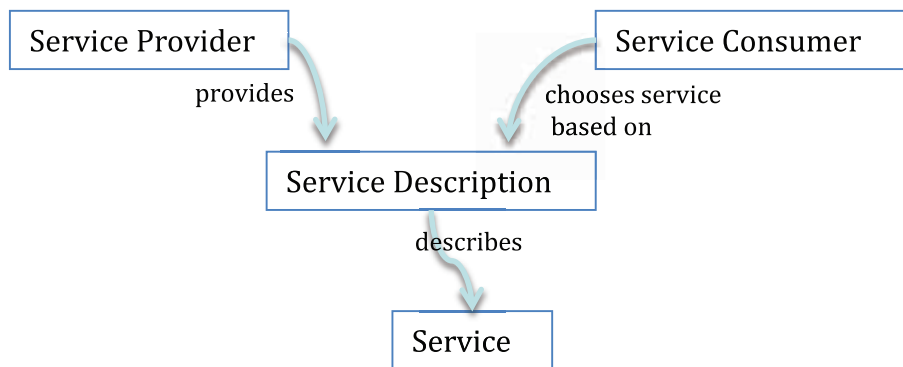 Service Provider
Service Consumer
provides
chooses service
based on
Service Description
describes
Service